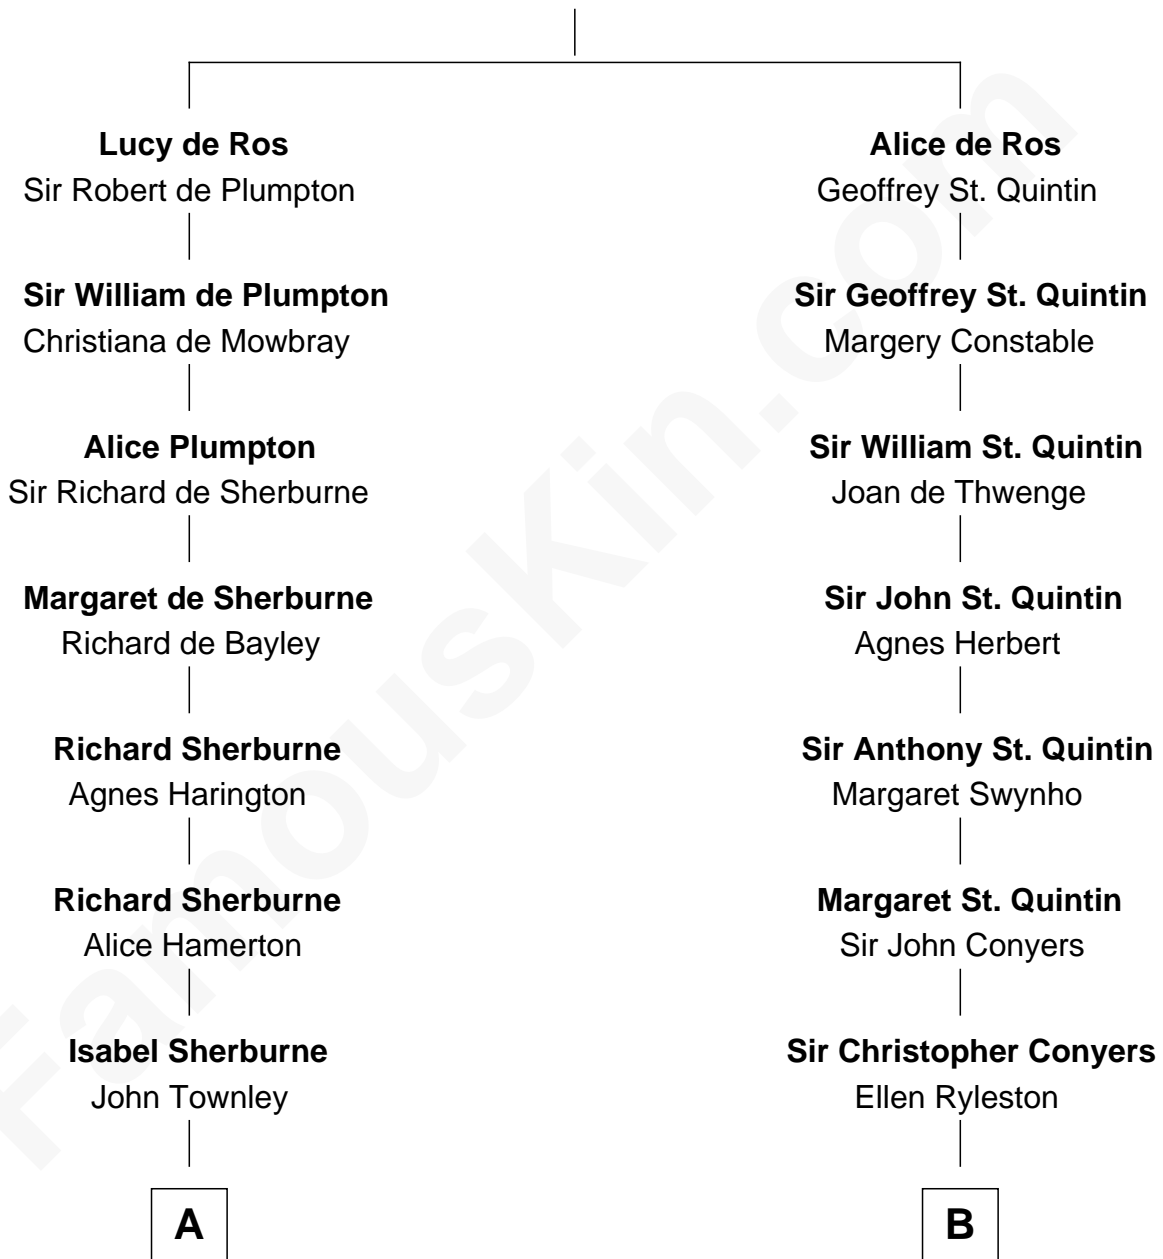 Lucy de Ros
Sir Robert de Plumpton
Sir William de Plumpton
Christiana de Mowbray
Alice Plumpton
Sir Richard de Sherburne
Margaret de Sherburne
Richard de Bayley
Richard Sherburne
Agnes Harington
Richard Sherburne
Alice Hamerton
Isabel Sherburne
John Townley
A
Alice de Ros
Geoffrey St. Quintin
Sir Geoffrey St. Quintin
Margery Constable
Sir William St. Quintin
Joan de Thwenge
Sir John St. Quintin
Agnes Herbert
Sir Anthony St. Quintin
Margaret Swynho
Margaret St. Quintin
Sir John Conyers
Sir Christopher Conyers
Ellen Ryleston
B
FamousKin.com